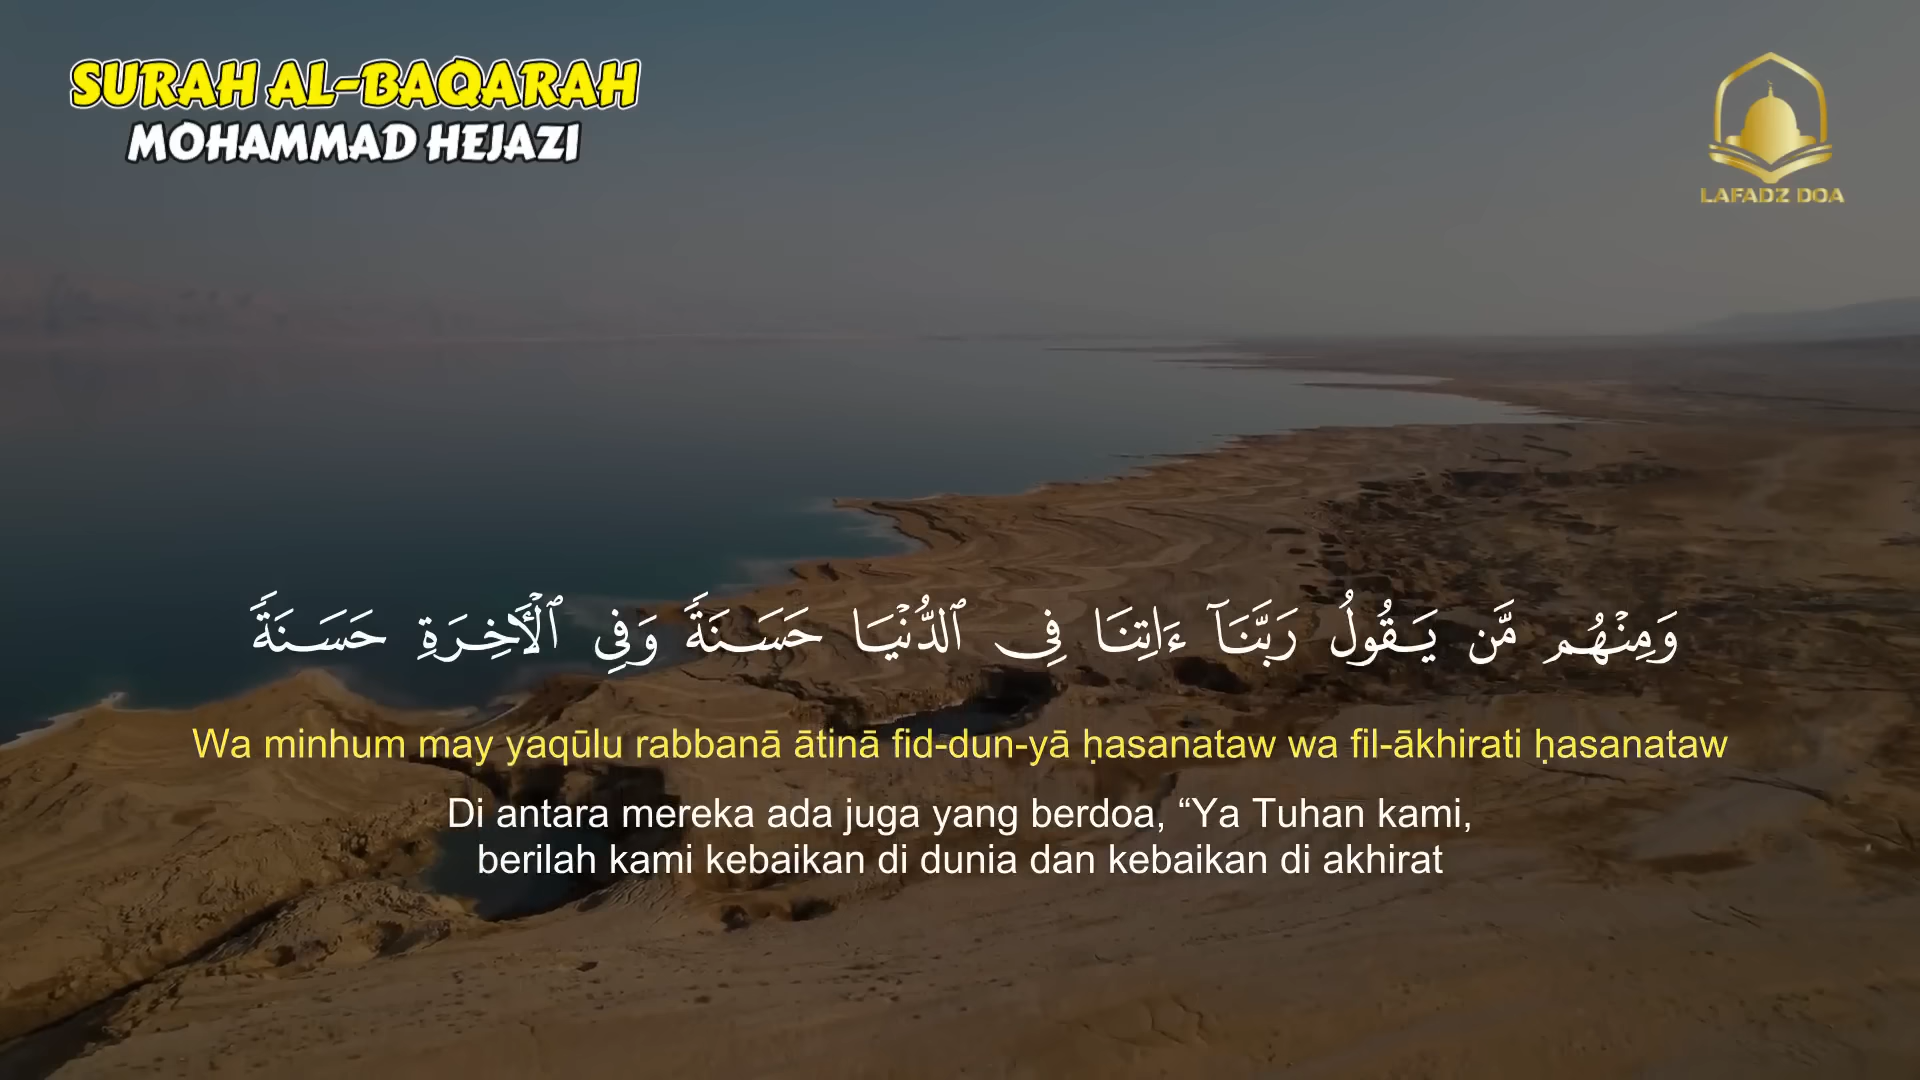 SURAH AL-BAQARAH
MOHAMMAD HEJAZI
LAFADZ DOA
وَمِنْهُم مَّن يَقُولُ رَبَّنَآ ءَاتِنَا فِى ٱلدُّنْيَا حَسَنَةً وَفِى ٱلْأَخِرَةِ حَسَنَةً
Wa minhum may yaqūlu rabbanā ātinā fid-dun-yā ḥasanataw wa fil-ākhirati ḥasanataw
Di antara mereka ada juga yang berdoa, “Ya Tuhan kami,
berilah kami kebaikan di dunia dan kebaikan di akhirat